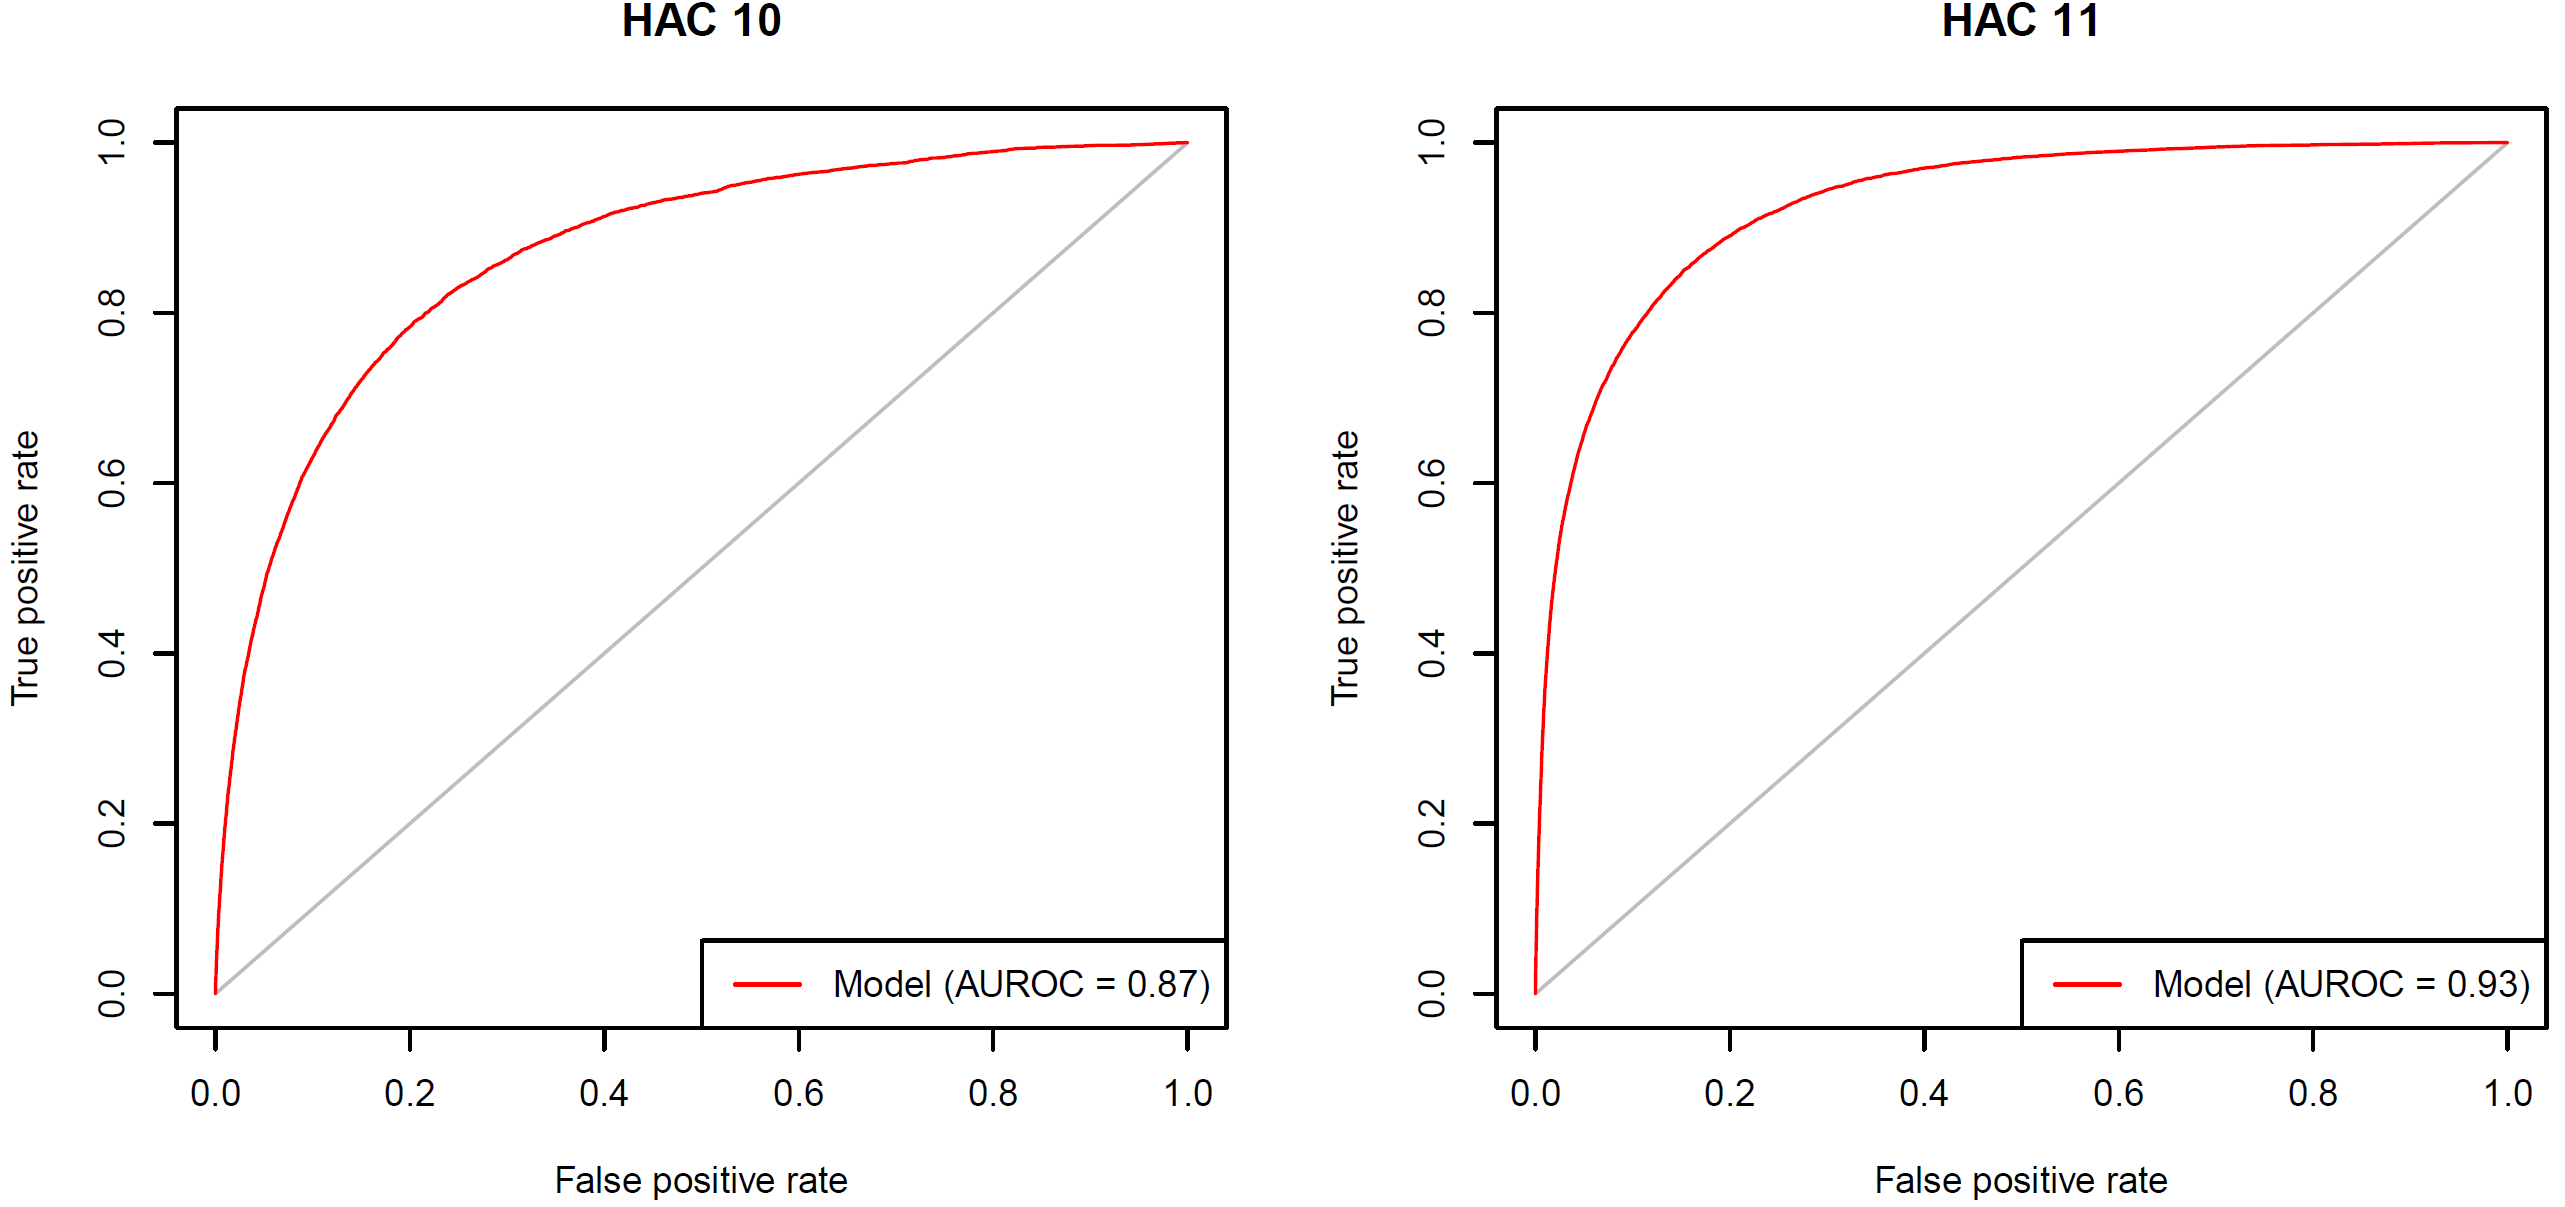 HAC 10
True positive rate
1.0
0.8
0.6
0.4
0.2
0.0
Model (AUROC = 0.87)
0.0 0.2 0.4 0.6 0.8 1.0
False positive rate
HAC 11
True positive rate
1.0
0.8
0.6
0.4
0.2
0.0
Model (AUROC = 0.93)
0.0 0.2 0.4 0.6 0.8 1.0
False positive rate